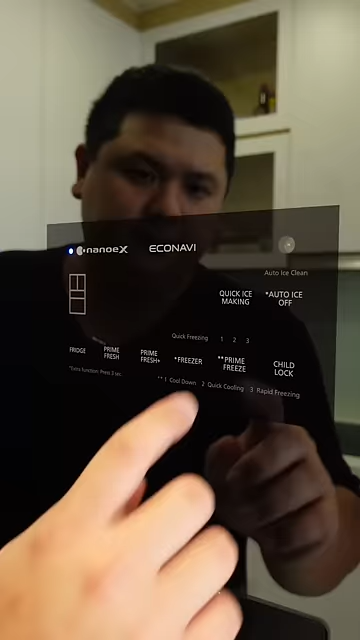 nanoeX ECONAVI
Auto Ice Clean
QUICK ICE
MAKING
*AUTO ICE
OFF
Quick Freezing 1 2 3
FRIDGE
PRIME
FRESH
PRIME
FRESH+
*FREEZER
**PRIME
FREEZE
CHILD
LOCK
*Extra function: Press 3 sec.
**1 Cool Down 2 Quick Cooling 3 Rapid Freezing